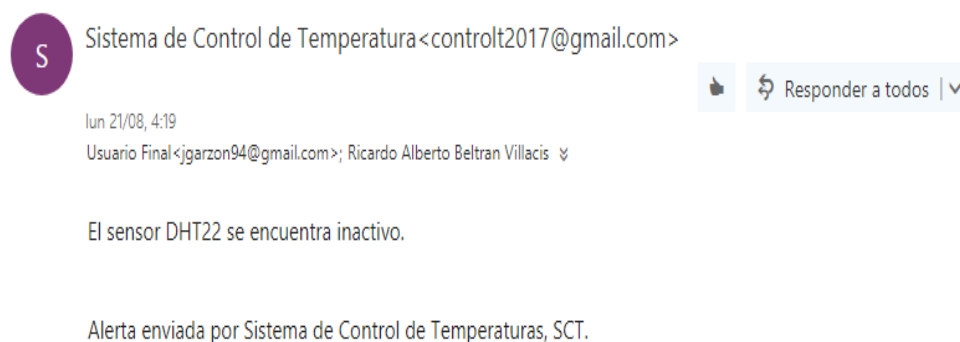 S
Sistema de Control de Temperatura<controlt2017@gmail.com>
Responder a todos
lun 21/08, 4:19
Usuario Final<jgarzon94@gmail.com>; Ricardo Alberto Beltran Villacis
El sensor DHT22 se encuentra inactivo.
Alerta enviada por Sistema de Control de Temperaturas, SCT.